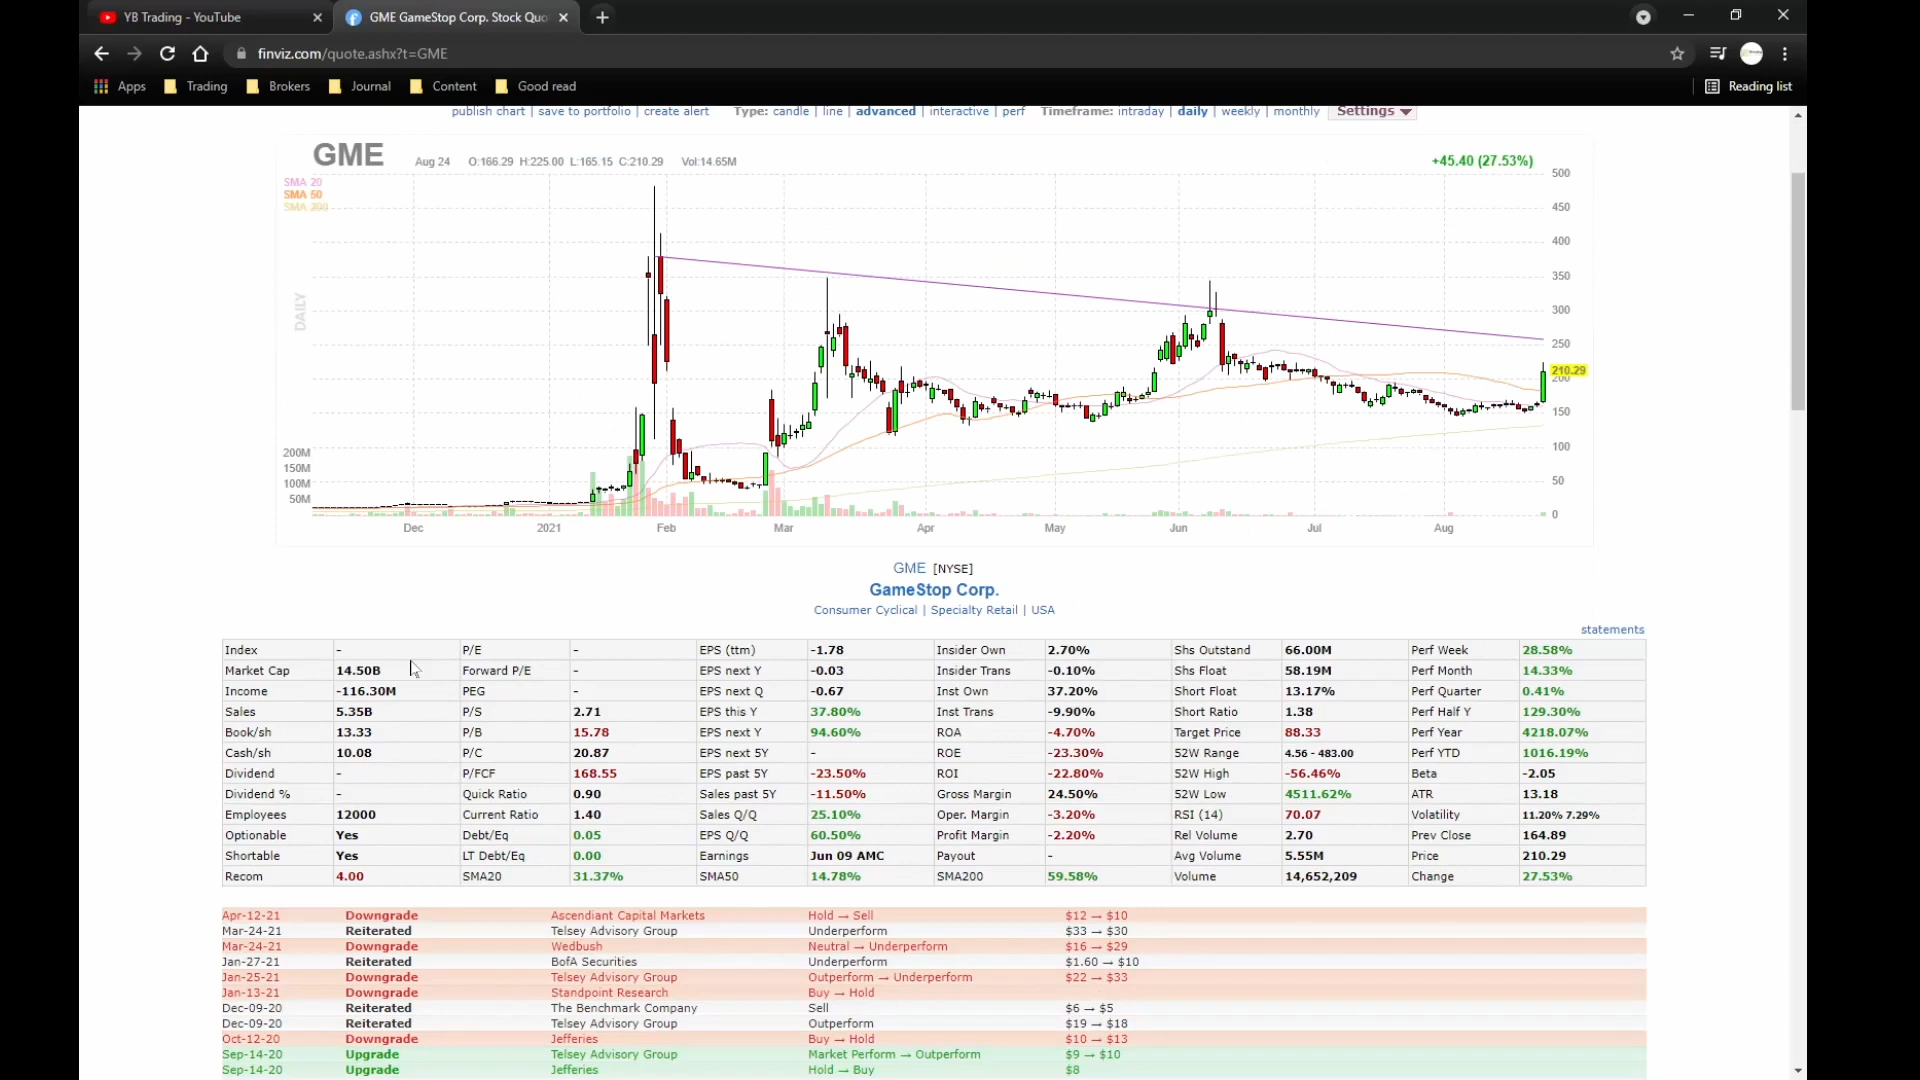 YB Trading - YouTube
GME GameStop Corp. Stock Quo
finviz.com/quote.ashx?t=GME
Apps Trading Brokers Journal Content Good read Reading list
publish chart | save to portfolio | create alert Type: candle | line | advanced | interactive | perf Timeframe: intraday | daily | weekly | monthly Settings
GME Aug 24 O:166.29 H:225.00 L:165.15 C:210.29 Vol:14.65M +45.40 (27.53%)
SMA 20
SMA 50
SMA 200
DAILY
500
450
400
350
300
250
210.29
200
150
100
50
0
200M
150M
100M
50M
Dec 2021 Feb Mar Apr May Jun Jul Aug
GME [NYSE]
GameStop Corp.
Consumer Cyclical | Specialty Retail | USA
statements
Index - P/E - EPS (ttm) -1.78 Insider Own 2.70% Shs Outstand 66.00M Perf Week 28.58%
Market Cap 14.50B Forward P/E - EPS next Y -0.03 Insider Trans -0.10% Shs Float 58.19M Perf Month 14.33%
Income -116.30M PEG - EPS next Q -0.67 Inst Own 37.20% Short Float 13.17% Perf Quarter 0.41%
Sales 5.35B P/S 2.71 EPS this Y 37.80% Inst Trans -9.90% Short Ratio 1.38 Perf Half Y 129.30%
Book/sh 13.33 P/B 15.78 EPS next Y 94.60% ROA -4.70% Target Price 88.33 Perf Year 4218.07%
Cash/sh 10.08 P/C 20.87 EPS next 5Y - ROE -23.30% 52W Range 4.56 - 483.00 Perf YTD 1016.19%
Dividend - P/FCF 168.55 EPS past 5Y -23.50% ROI -22.80% 52W High -56.46% Beta -2.05
Dividend % - Quick Ratio 0.90 Sales past 5Y -11.50% Gross Margin 24.50% 52W Low 4511.62% ATR 13.18
Employees 12000 Current Ratio 1.40 Sales Q/Q 25.10% Oper. Margin -3.20% RSI (14) 70.07 Volatility 11.20% 7.29%
Optionable Yes Debt/Eq 0.05 EPS Q/Q 60.50% Profit Margin -2.20% Rel Volume 2.70 Prev Close 164.89
Shortable Yes LT Debt/Eq 0.00 Earnings Jun 09 AMC Payout - Avg Volume 5.55M Price 210.29
Recom 4.00 SMA20 31.37% SMA50 14.78% SMA200 59.58% Volume 14,652,209 Change 27.53%
Apr-12-21 Downgrade Ascendiant Capital Markets Hold → Sell $12 → $10
Mar-24-21 Reiterated Telsey Advisory Group Underperform $33 → $30
Mar-24-21 Downgrade Wedbush Neutral → Underperform $16 → $29
Jan-27-21 Reiterated BofA Securities Underperform $1.60 → $10
Jan-25-21 Downgrade Telsey Advisory Group Outperform → Underperform $22 → $33
Jan-13-21 Downgrade Standpoint Research Buy → Hold
Dec-09-20 Reiterated The Benchmark Company Sell $6 → $5
Dec-09-20 Reiterated Telsey Advisory Group Outperform $19 → $18
Oct-12-20 Downgrade Jefferies Buy → Hold $10 → $13
Sep-14-20 Upgrade Telsey Advisory Group Market Perform → Outperform $9 → $10
Sep-14-20 Upgrade Jefferies Hold → Buy $8